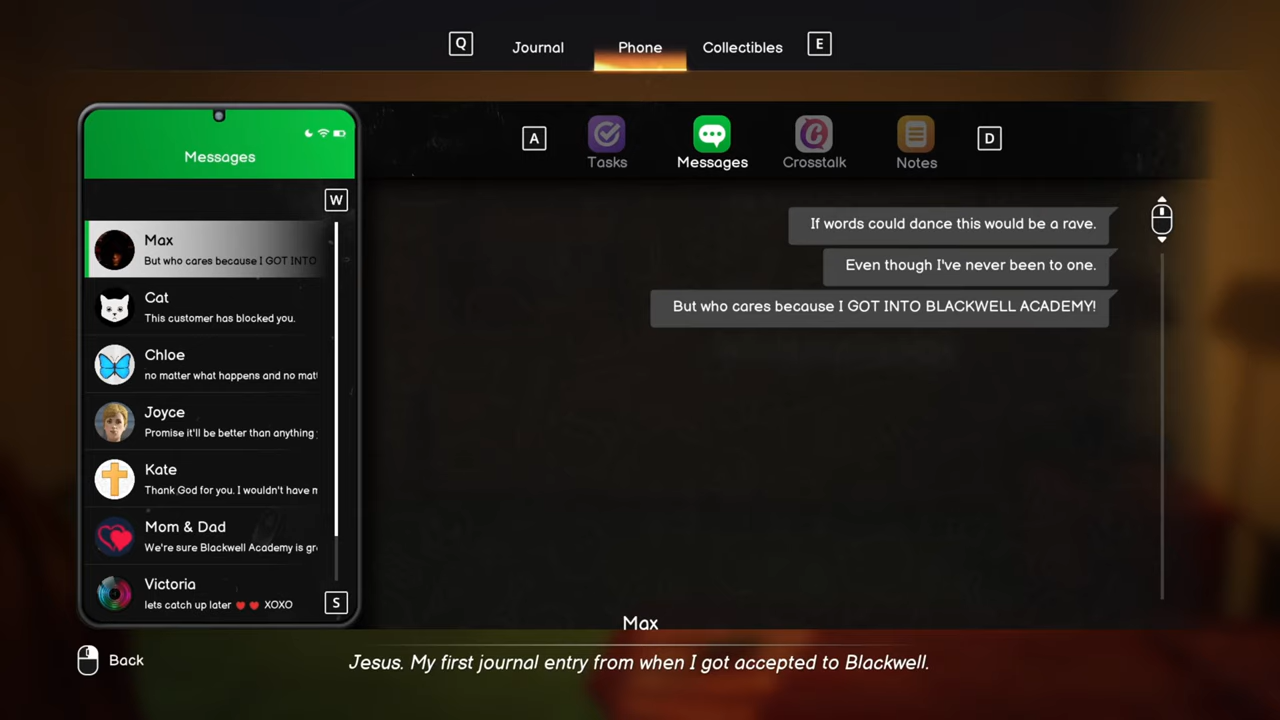 Q Journal Phone Collectibles E
Messages
A Tasks Messages Crosstalk Notes D
W
Max
But who cares because I GOT INTO
Cat
This customer has blocked you.
Chloe
no matter what happens and no mat
Joyce
Promise it'll be better than anything
Kate
Thank God for you. I wouldn't have m
Mom & Dad
We're sure Blackwell Academy is gr
Victoria
lets catch up later ❤️ ❤️ XOXO
S
If words could dance this would be a rave.
Even though I've never been to one.
But who cares because I GOT INTO BLACKWELL ACADEMY!
Max
Back
Jesus. My first journal entry from when I got accepted to Blackwell.